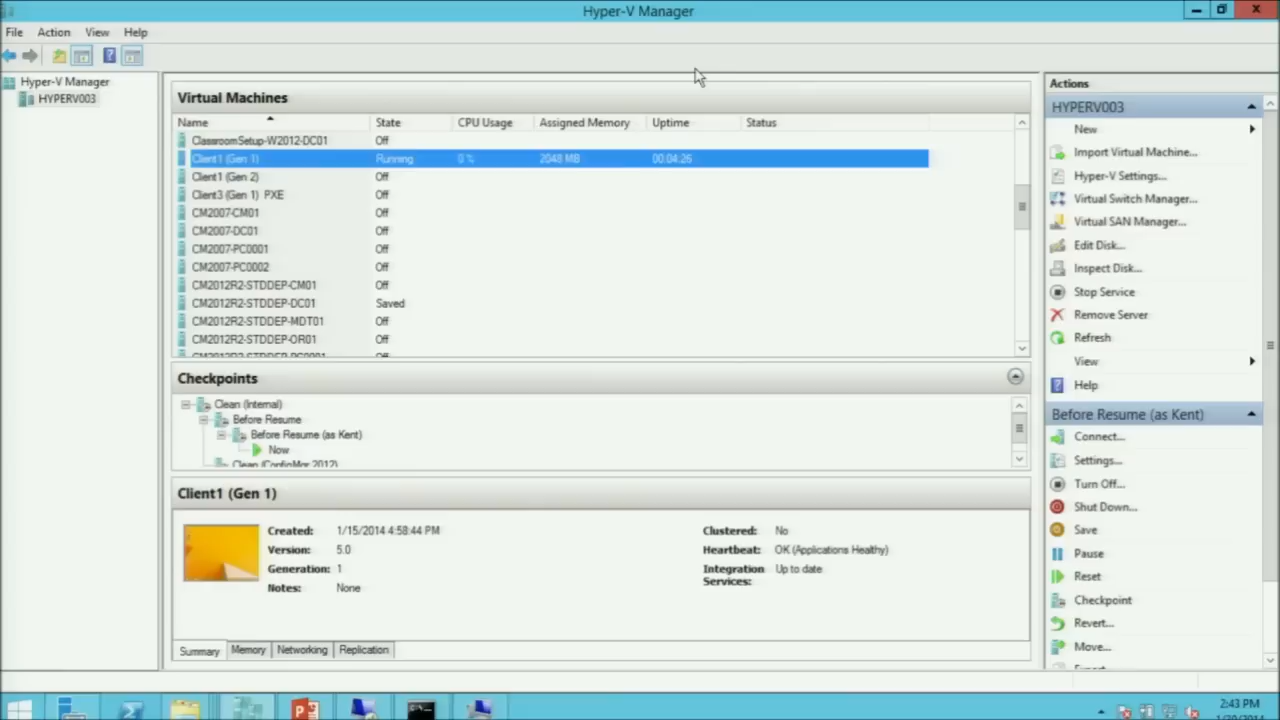 Hyper-V Manager
File Action View Help
Hyper-V Manager
HYPERV003
Virtual Machines
Name State CPU Usage Assigned Memory Uptime Status
ClassroomSetup-W2012-DC01 Off
Client1 (Gen 1) Running 0 % 2048 MB 00:04:26
Client1 (Gen 2) Off
Client3 (Gen 1) PXE Off
CM2007-CM01 Off
CM2007-DC01 Off
CM2007-PC0001 Off
CM2007-PC0002 Off
CM2012R2-STDDEP-CM01 Off
CM2012R2-STDDEP-DC01 Saved
CM2012R2-STDDEP-MDT01 Off
CM2012R2-STDDEP-OR01 Off
CM2012R2-STDDEP-PC0001 Off
Checkpoints
Clean (Internal)
Before Resume
Before Resume (as Kent)
Now
Clean (ConfigMgr 2012)
Client1 (Gen 1)
Created: 1/15/2014 4:58:44 PM Clustered: No
Version: 5.0 Heartbeat: OK (Applications Healthy)
Generation: 1 Integration Services: Up to date
Notes: None
Summary Memory Networking Replication
Actions
HYPERV003
New
Import Virtual Machine...
Hyper-V Settings...
Virtual Switch Manager...
Virtual SAN Manager...
Edit Disk...
Inspect Disk...
Stop Service
Remove Server
Refresh
View
Help
Before Resume (as Kent)
Connect...
Settings...
Turn Off...
Shut Down...
Save
Pause
Reset
Checkpoint
Revert...
Move...
Export...
2:43 PM